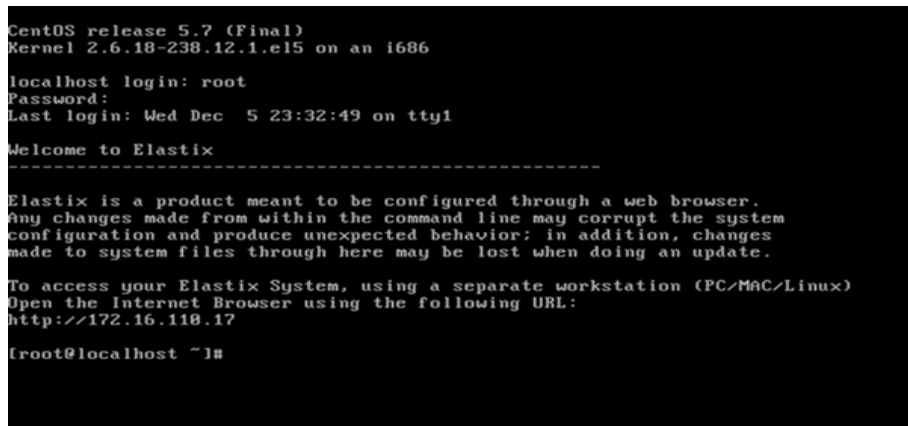 CentOS release 5.7 (Final)
Kernel 2.6.18-238.12.1.el5 on an i686
localhost login: root
Password:
Last login: Wed Dec  5 23:32:49 on tty1
Welcome to Elastix
----------------------------------------------------
Elastix is a product meant to be configured through a web browser.
Any changes made from within the command line may corrupt the system
configuration and produce unexpected behavior; in addition, changes
made to system files through here may be lost when doing an update.
To access your Elastix System, using a separate workstation (PC/MAC/Linux)
Open the Internet Browser using the following URL:
http://172.16.110.17
[root@localhost ~]#